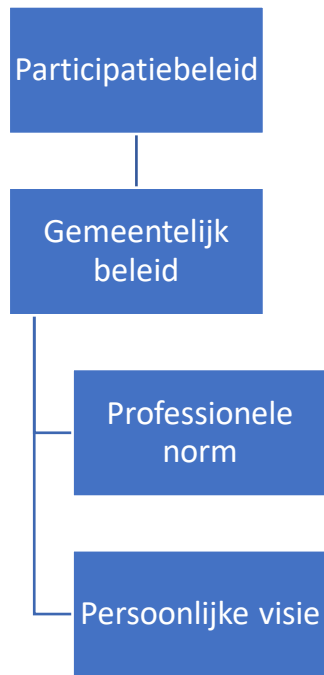 Participatiebeleid
Gemeentelijk
beleid
Professionele
norm
Persoonlijke visie